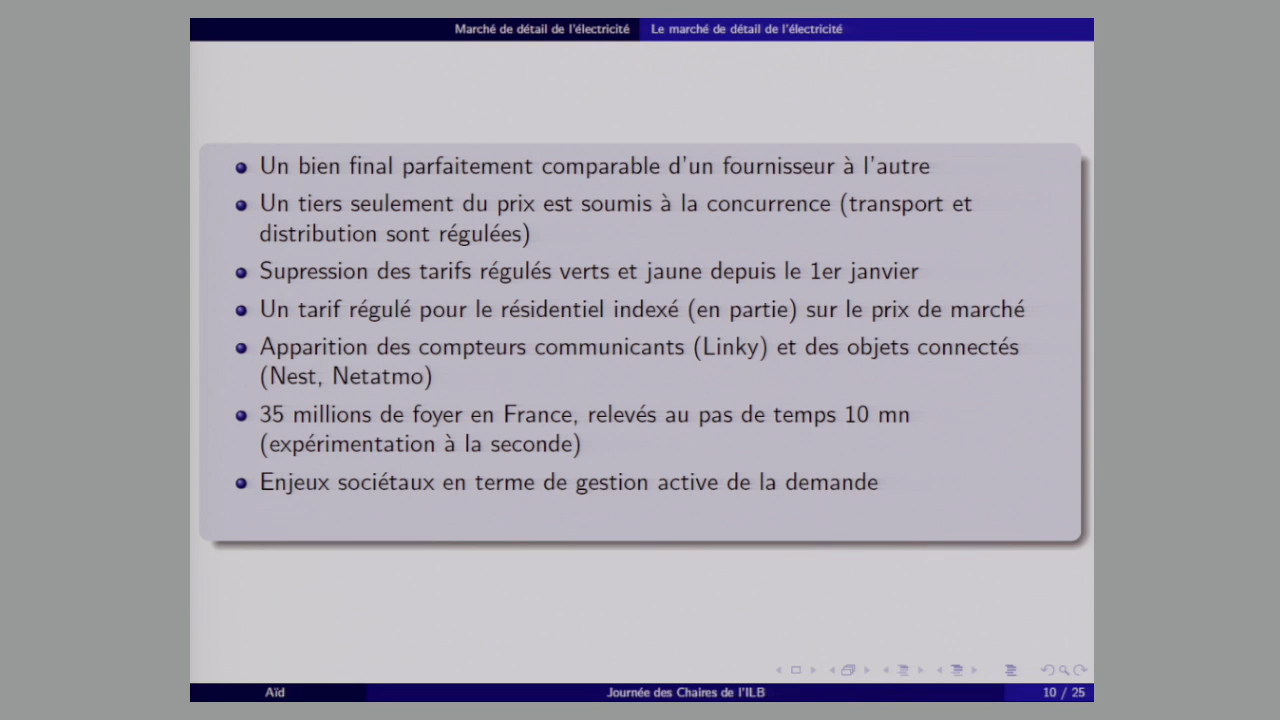 Marché de détail de l'électricité Le marché de détail de l'électricité
Un bien final parfaitement comparable d'un fournisseur à l'autre
Un tiers seulement du prix est soumis à la concurrence (transport et
distribution sont régulées)
Supression des tarifs régulés verts et jaune depuis le 1er janvier
Un tarif régulé pour le résidentiel indexé (en partie) sur le prix de marché
Apparition des compteurs communicants (Linky) et des objets connectés
(Nest, Netatmo)
35 millions de foyer en France, relevés au pas de temps 10 mn
(expérimentation à la seconde)
Enjeux sociétaux en terme de gestion active de la demande
Aïd Journée des Chaires de l'ILB 10 / 25